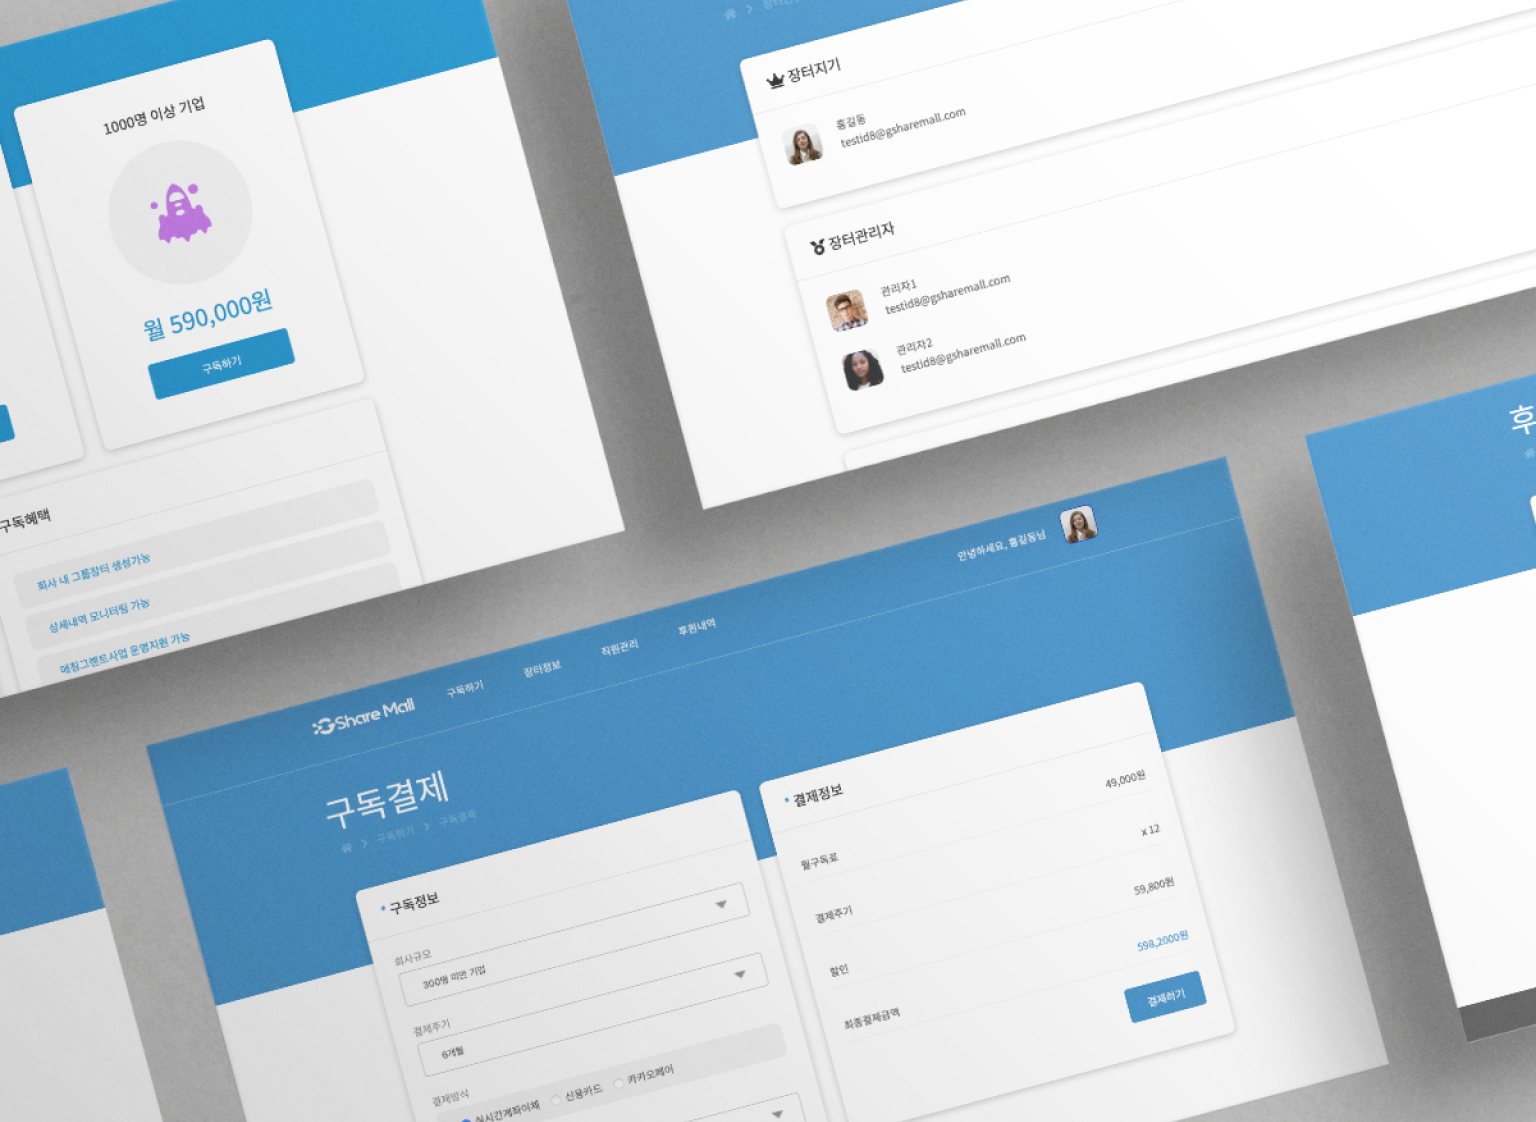 1000명 이상 기업
월 590,000원
구독하기
구독혜택
회사 내 그룹장터 생성가능
상세내역 모니터링 가능
매칭그랜트사업 운영지원 가능
장터지기
홍길동
testid8@gsharemall.com
장터관리자
관리자1
testid8@gsharemall.com
관리자2
testid8@gsharemall.com
후
안녕하세요, 홍길동님
GShare Mall
구독하기
장터정보
직원관리
후원내역
구독결제
구독하기
구독결제
* 구독정보
회사규모
300명 미만 기업
결제주기
6개월
결제방식
실시간계좌이체
신용카드
카카오페이
* 결제정보
월구독료
49,000원
결제주기
x 12
할인
59,800원
최종결제금액
598,2000원
결제하기